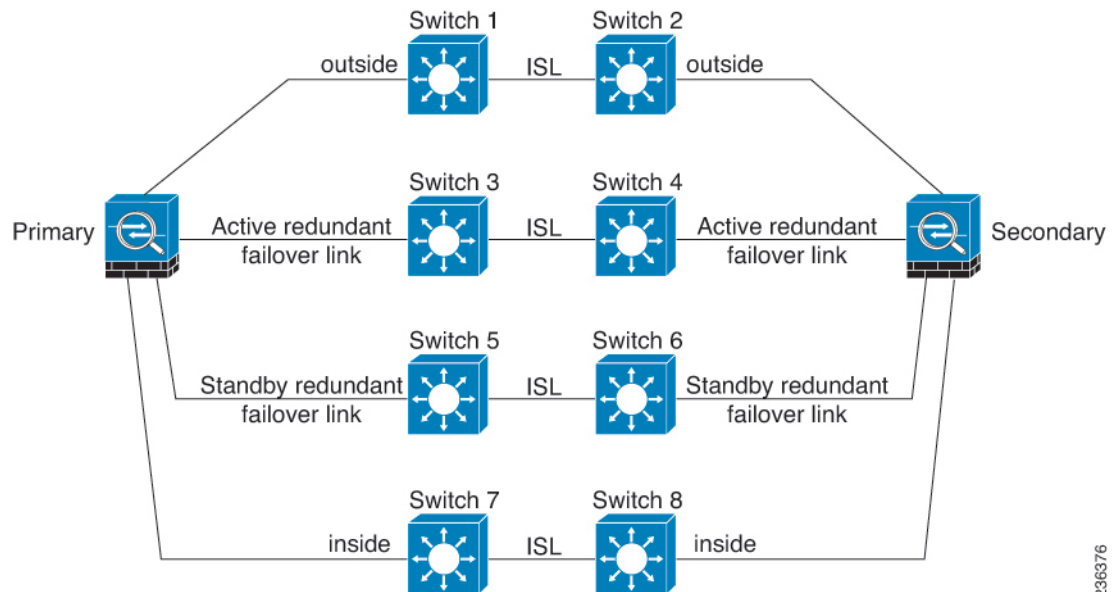 Switch 1
Switch 2
outside
ISL
outside
Switch 3
Switch 4
Primary
Active redundant
failover link
ISL
Active redundant
failover link
Secondary
Switch 5
Switch 6
Standby redundant
failover link
ISL
Standby redundant
failover link
Switch 7
Switch 8
inside
ISL
inside
236376